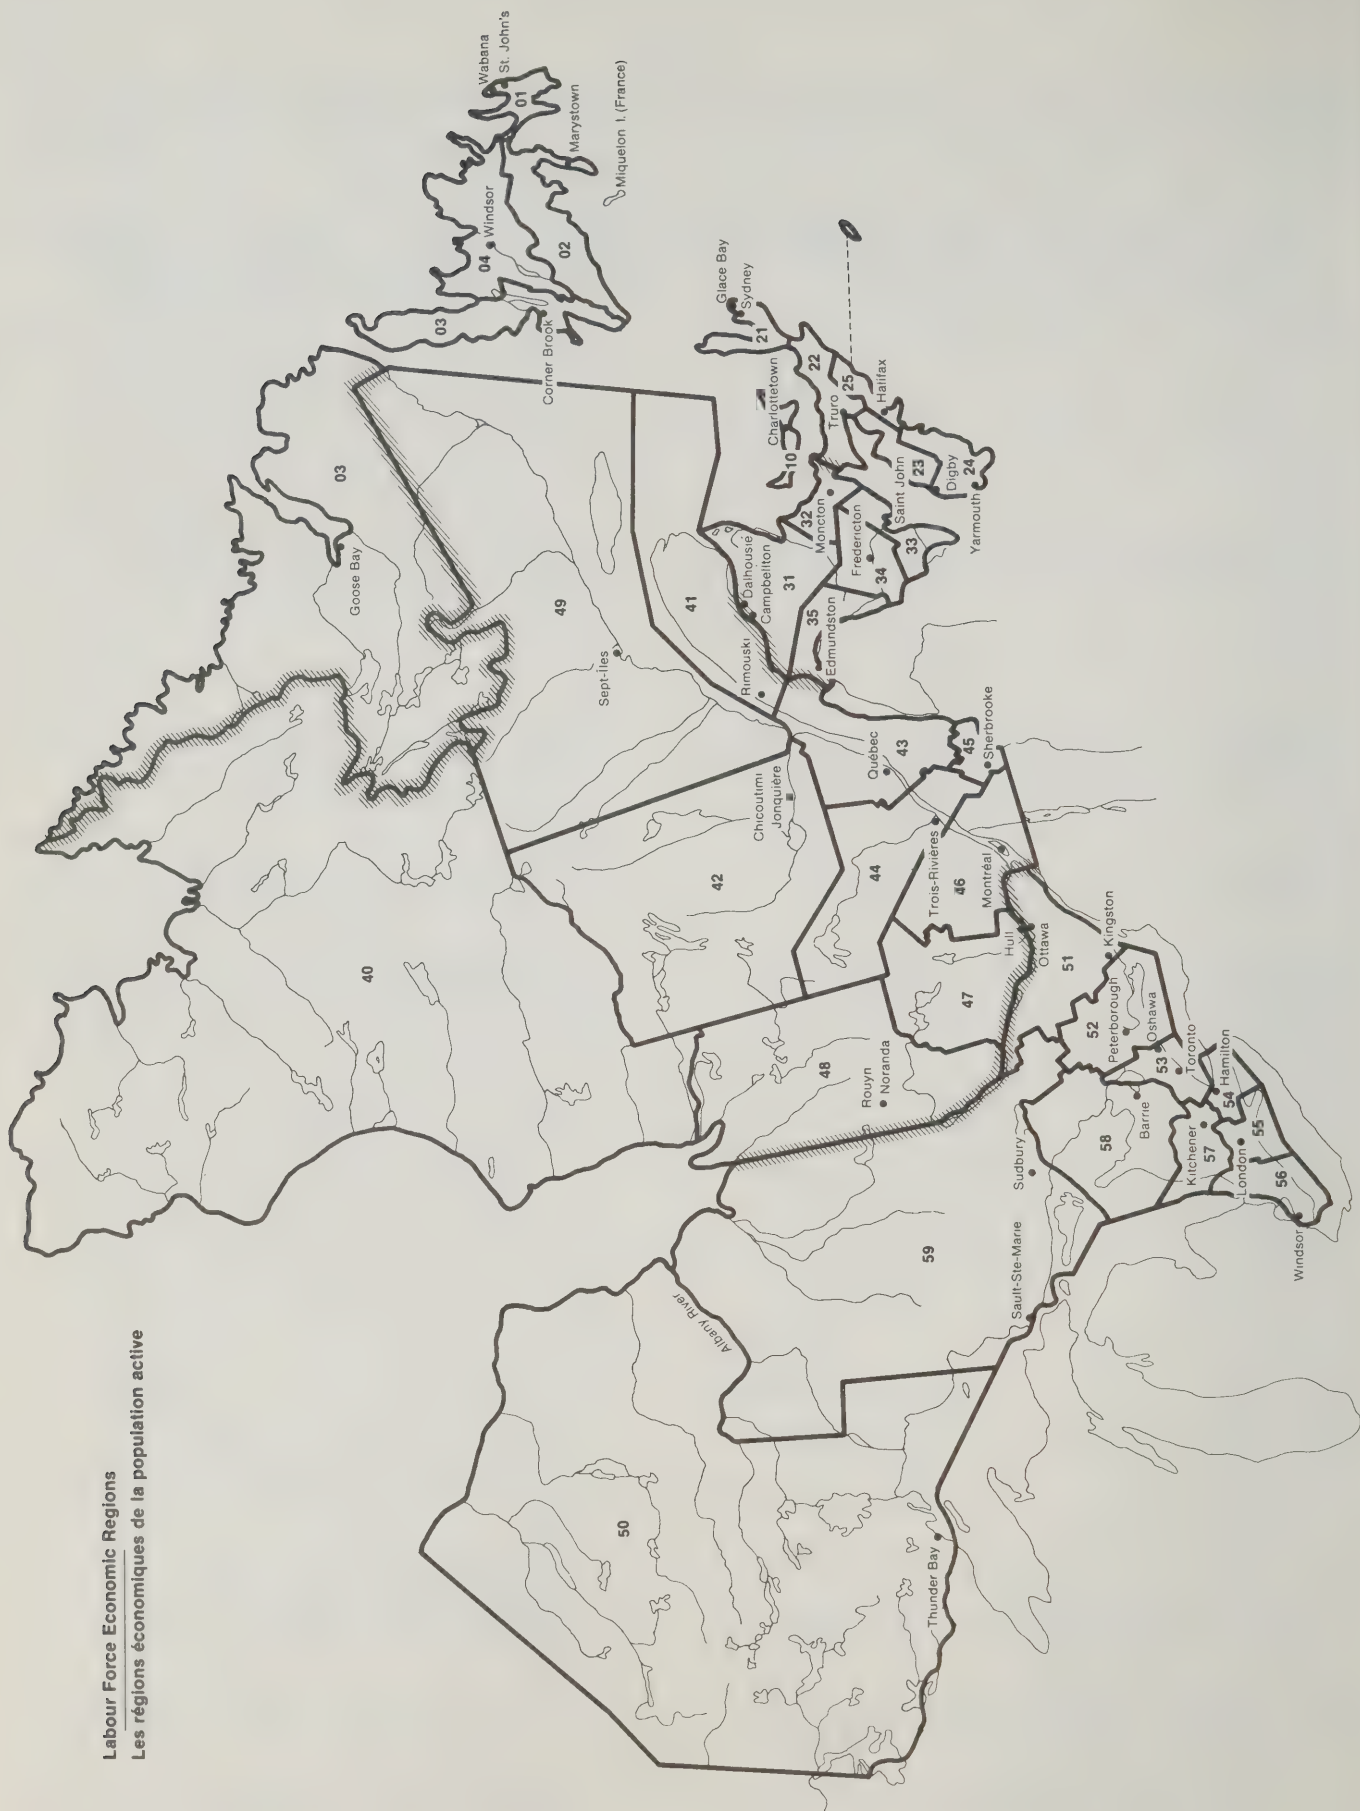 Labour Force Economic Regions
Les régions économiques de la population active
Wabana
St. John's
01
Marystown
Miquelon I. (France)
Windsor
04
02
03
Corner Brook
03
Goose Bay
40
49
Sept-Îles
41
42
Chicoutimi
Jonquière
Rimouski
Dalhousie
Campbellton
31
35
Edmundston
32
Moncton
Fredericton
34
33
Saint John
Charlottetown
10
Glace Bay
Sydney
21
22
Truro
25
Halifax
23
Digby
24
Yarmouth
Québec
43
45
Sherbrooke
44
Trois-Rivières
46
Montréal
47
Hull
Ottawa
48
Rouyn
Noranda
51
Kingston
52
Peterborough
Oshawa
53
Toronto
Hamilton
54
55
Barrie
58
Kitchener
57
London
56
Windsor
Sudbury
59
Sault-Ste-Marie
Albany River
50
Thunder Bay